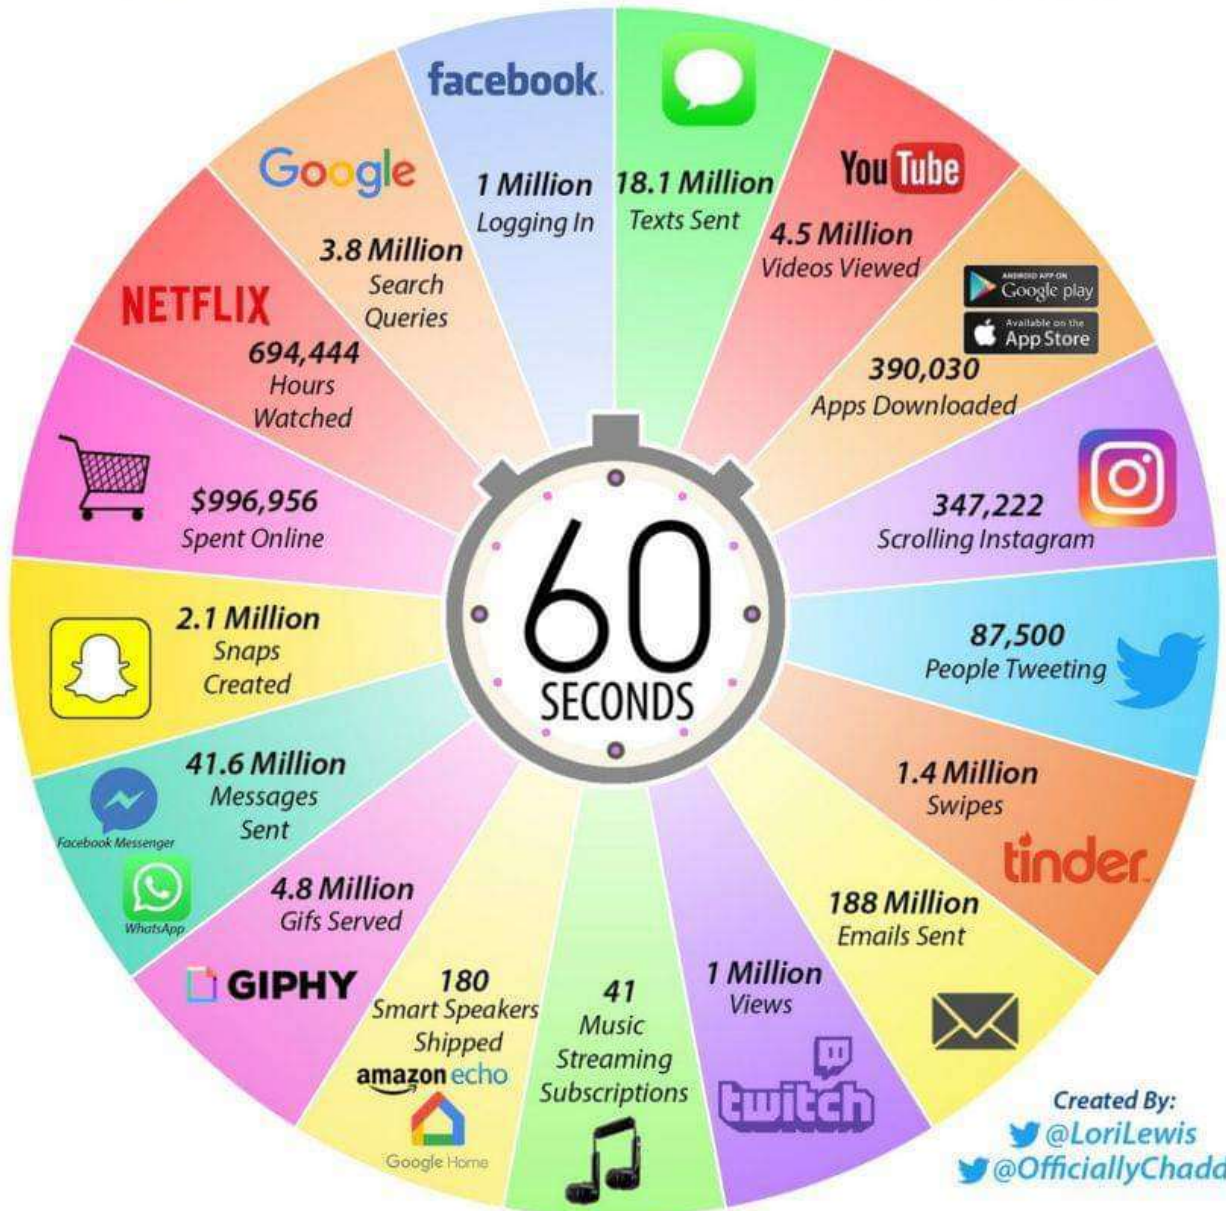 facebook.
1 Million
Logging In
18.1 Million
Texts Sent
YouTube
4.5 Million
Videos Viewed
ANDROID APP ON
Google play
Available on the
App Store
390,030
Apps Downloaded
347,222
Scrolling Instagram
87,500
People Tweeting
1.4 Million
Swipes
tinder
188 Million
Emails Sent
1 Million
Views
twitch
41
Music
Streaming
Subscriptions
180
Smart Speakers
Shipped
amazon echo
Google Home
4.8 Million
Gifs Served
GIPHY
41.6 Million
Messages
Sent
Facebook Messenger
WhatsApp
2.1 Million
Snaps
Created
$996,956
Spent Online
NETFLIX
694,444
Hours
Watched
Google
3.8 Million
Search
Queries
60
SECONDS
Created By:
@LoriLewis
@OfficiallyChadd